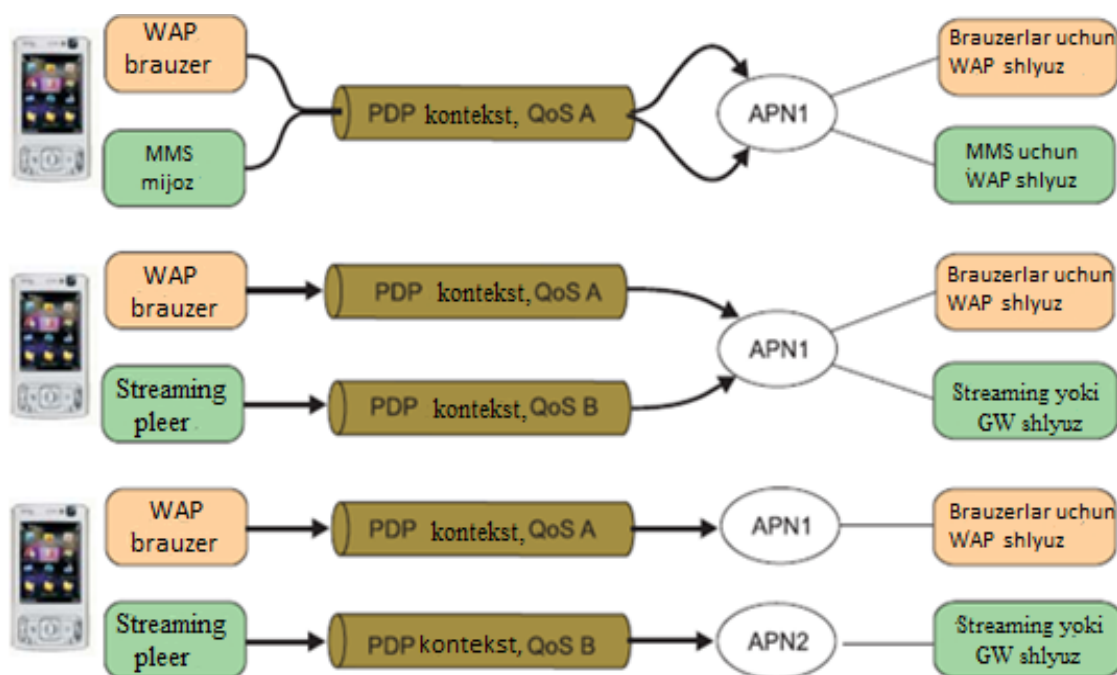 WAP
brauzer
PDP kontekst, QoS A
APN1
Brauzerlar uchun
WAP shlyuz
MMS
mijoz
MMS uchun
WAP shlyuz
WAP
brauzer
PDP kontekst, QoS A
APN1
Brauzerlar uchun
WAP shlyuz
Streaming
pleer
PDP kontekst, QoS B
Streaming yoki
GW shlyuz
WAP
brauzer
PDP kontekst, QoS A
APN1
Brauzerlar uchun
WAP shlyuz
Streaming
pleer
PDP kontekst, QoS B
APN2
Streaming yoki
GW shlyuz